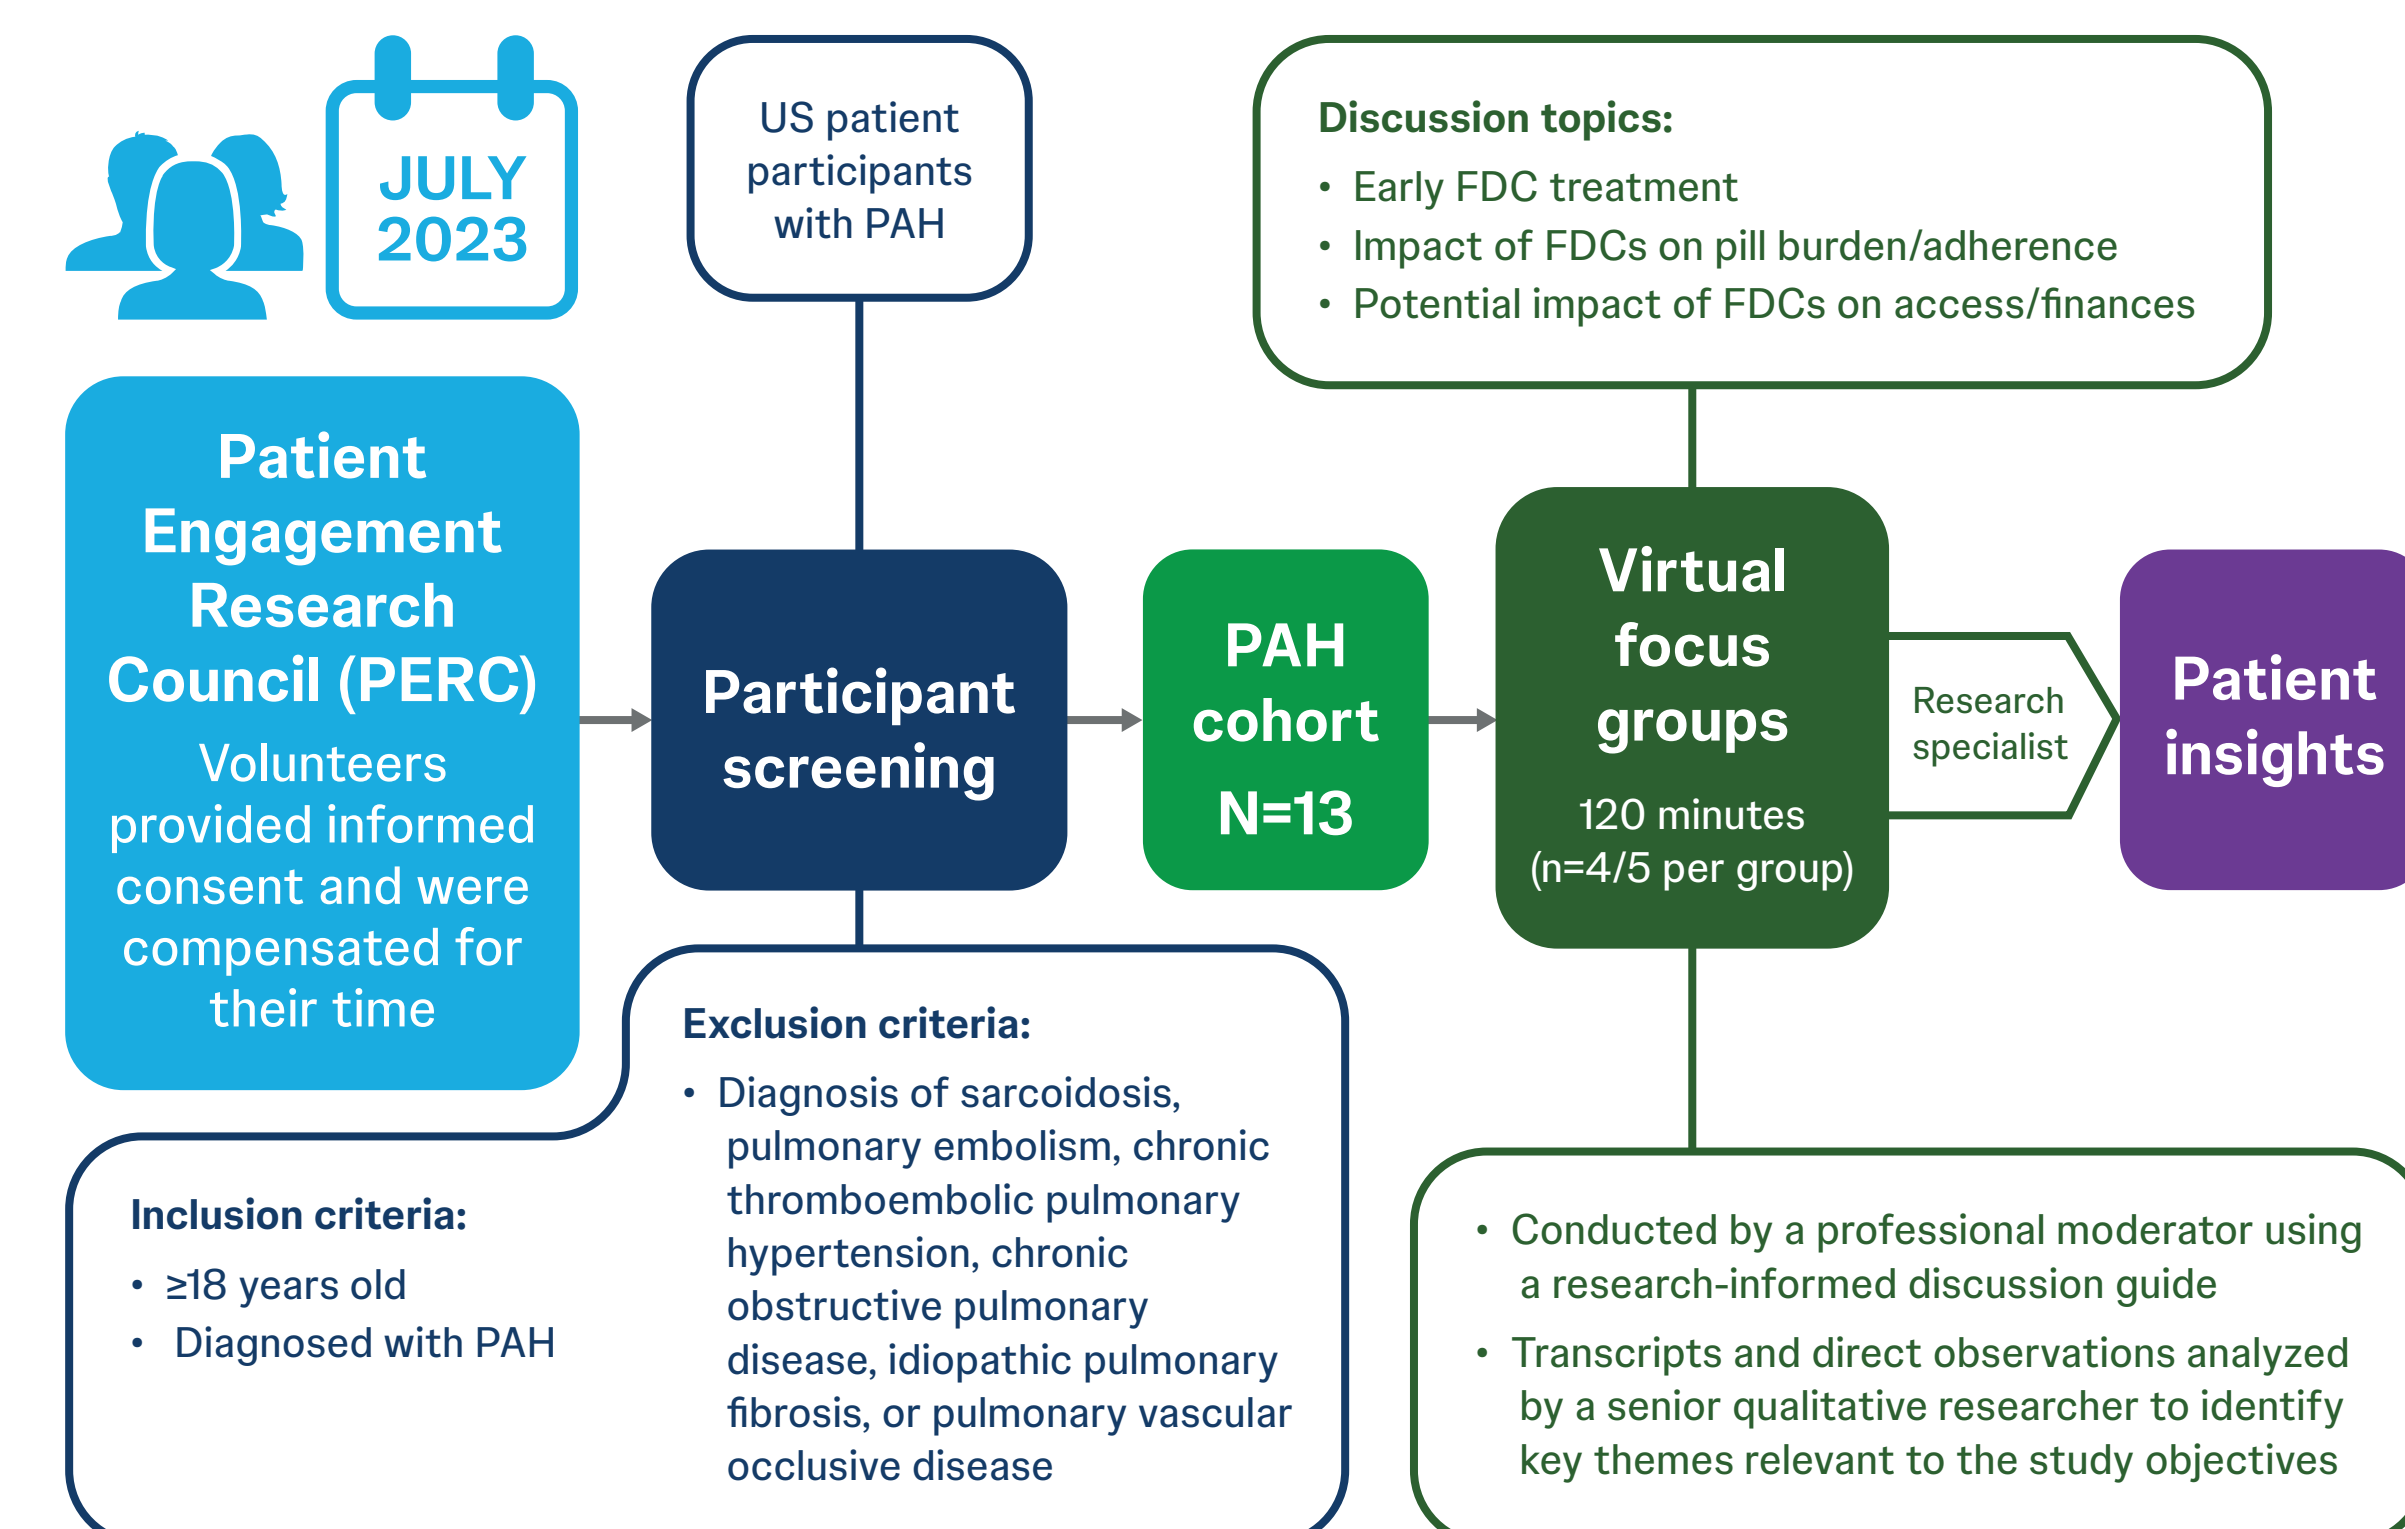 JULY
2023
Patient
Engagement
Research
Council (PERC)
Volunteers
provided informed
consent and were
compensated for
their time
US patient
participants
with PAH
Participant
screening
Inclusion criteria:
• ≥18 years old
• Diagnosed with PAH
Exclusion criteria:
• Diagnosis of sarcoidosis,
pulmonary embolism, chronic
thromboembolic pulmonary
hypertension, chronic
obstructive pulmonary
disease, idiopathic pulmonary
fibrosis, or pulmonary vascular
occlusive disease
PAH
cohort
N=13
Discussion topics:
• Early FDC treatment
• Impact of FDCs on pill burden/adherence
• Potential impact of FDCs on access/finances
Virtual
focus
groups
120 minutes
(n=4/5 per group)
• Conducted by a professional moderator using
a research-informed discussion guide
• Transcripts and direct observations analyzed
by a senior qualitative researcher to identify
key themes relevant to the study objectives
Research
specialist
Patient
insights